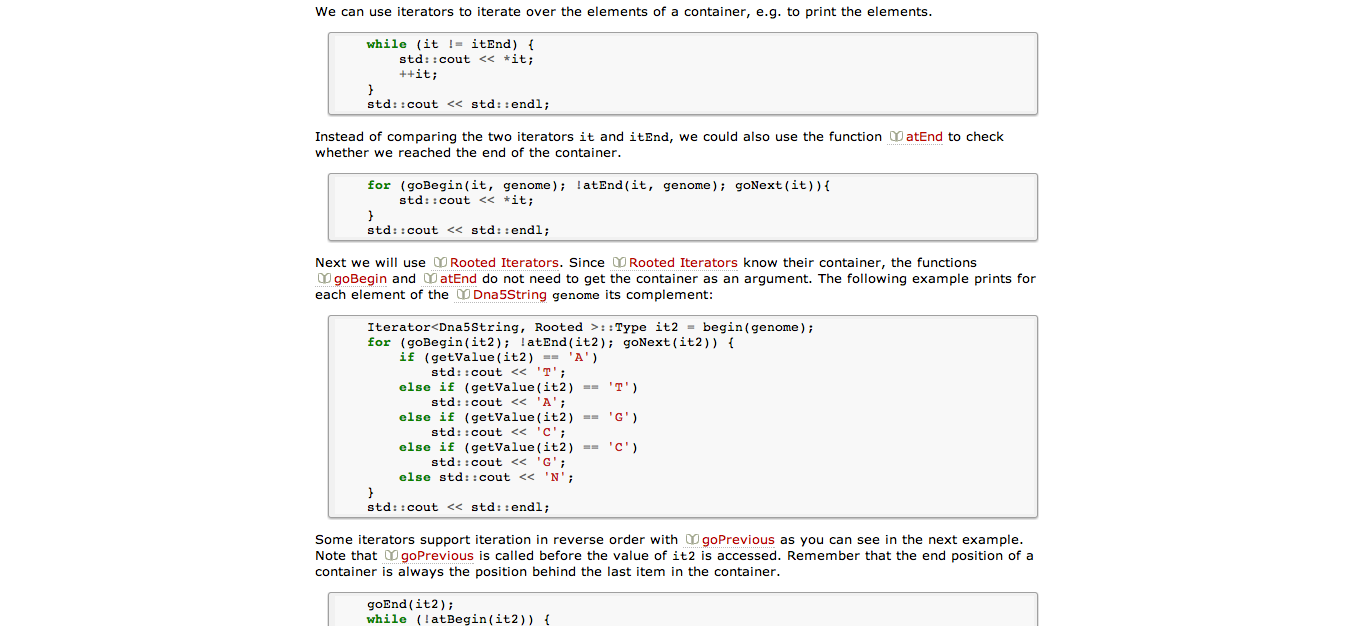 We can use iterators to iterate over the elements of a container, e.g. to print the elements.
while (it != itEnd) {
std::cout << *it;
++it;
}
std::cout << std::endl;
Instead of comparing the two iterators it and itEnd, we could also use the function atEnd to check
whether we reached the end of the container.
for (goBegin(it, genome); !atEnd(it, genome); goNext(it)){
std::cout << *it;
}
std::cout << std::endl;
Next we will use Rooted Iterators. Since Rooted Iterators know their container, the functions
goBegin and atEnd do not need to get the container as an argument. The following example prints for
each element of the Dna5String genome its complement:
Iterator<Dna5String, Rooted >::Type it2 = begin(genome);
for (goBegin(it2); !atEnd(it2); goNext(it2)) {
if (getValue(it2) == 'A')
std::cout << 'T';
else if (getValue(it2) == 'T')
std::cout << 'A';
else if (getValue(it2) == 'G')
std::cout << 'C';
else if (getValue(it2) == 'C')
std::cout << 'G';
else std::cout << 'N';
}
std::cout << std::endl;
Some iterators support iteration in reverse order with goPrevious as you can see in the next example.
Note that goPrevious is called before the value of it2 is accessed. Remember that the end position of a
container is always the position behind the last item in the container.
goEnd(it2);
while (!atBegin(it2)) {